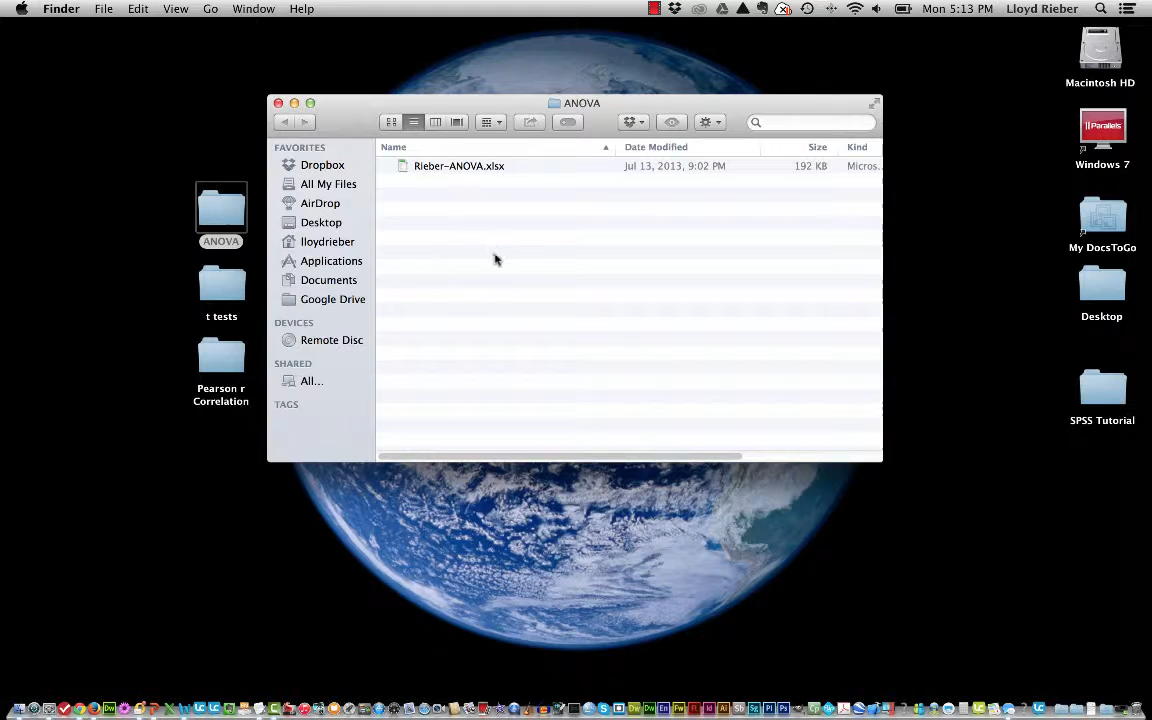 Finder File Edit View Go Window Help Mon 5:13 PM Lloyd Rieber
Macintosh HD
ANOVA
Name Date Modified Size Kind
FAVORITES
Dropbox
All My Files
AirDrop
Desktop
lloydrieber
Applications
Documents
Google Drive
DEVICES
Remote Disc
SHARED
All...
TAGS
Rieber-ANOVA.xlsx Jul 13, 2013, 9:02 PM 192 KB Micros...
ANOVA
t tests
Pearson r
Correlation
Parallels
Windows 7
My DocsToGo
Desktop
SPSS Tutorial